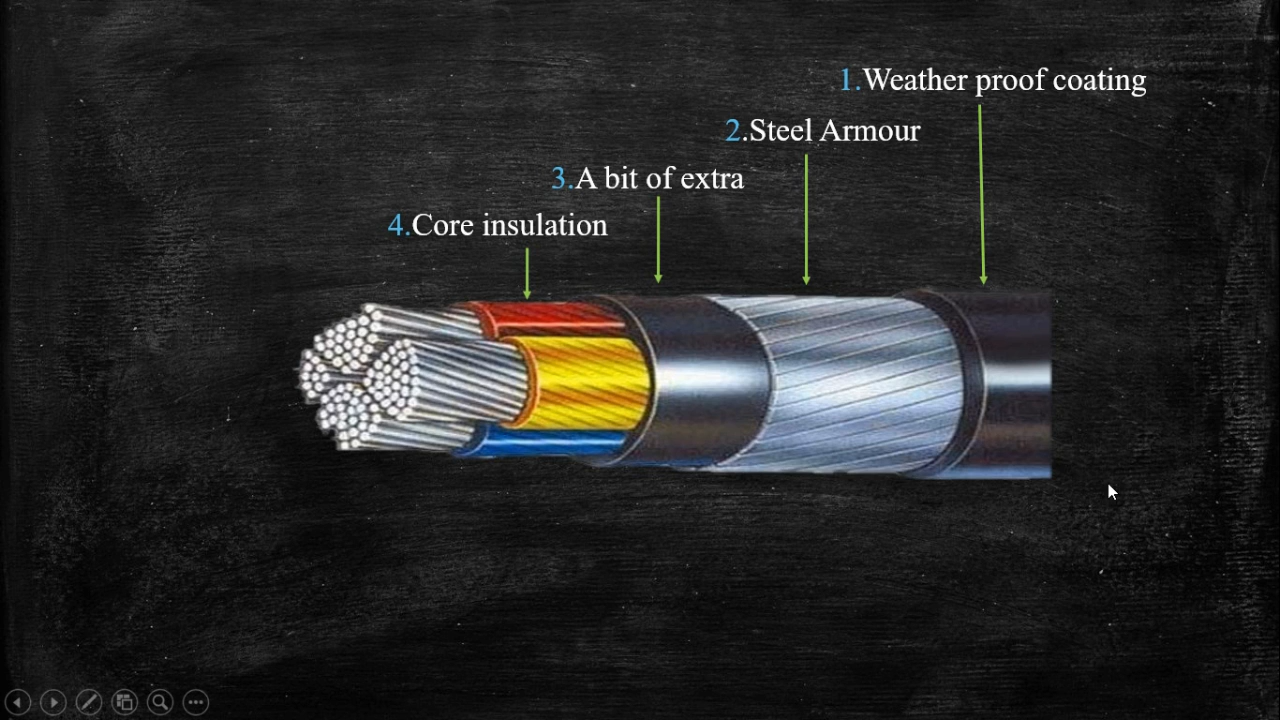 1.Weather proof coating
2.Steel Armour
3.A bit of extra
4.Core insulation